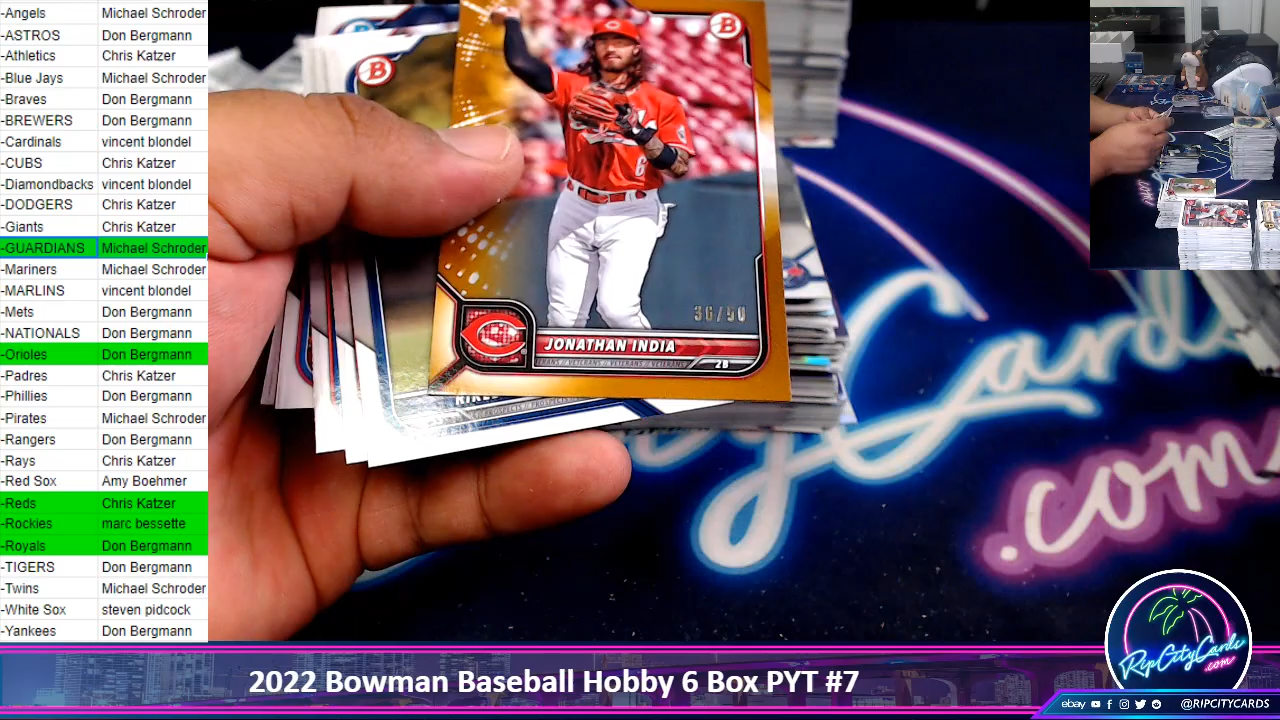 -Angels Michael Schroder
-ASTROS Don Bergmann
-Athletics Chris Katzer
-Blue Jays Michael Schroder
-Braves Don Bergmann
-BREWERS Don Bergmann
-Cardinals vincent blondel
-CUBS Chris Katzer
-Diamondbacks vincent blondel
-DODGERS Chris Katzer
-Giants Chris Katzer
-GUARDIANS Michael Schroder
-Mariners Michael Schroder
-MARLINS vincent blondel
-Mets Don Bergmann
-NATIONALS Don Bergmann
-Orioles Don Bergmann
-Padres Chris Katzer
-Phillies Don Bergmann
-Pirates Michael Schroder
-Rangers Don Bergmann
-Rays Chris Katzer
-Red Sox Amy Boehmer
-Reds Chris Katzer
-Rockies marc bessette
-Royals Don Bergmann
-TIGERS Don Bergmann
-Twins Michael Schroder
-White Sox steven pidcock
-Yankees Don Bergmann
B
B
36/50
JONATHAN INDIA
VETERANS // VETERANS // VETERANS
2B
.com
2022 Bowman Baseball Hobby 6 Box PYT #7
RipCityCards
.com
ebay
@RIPCITYCARDS